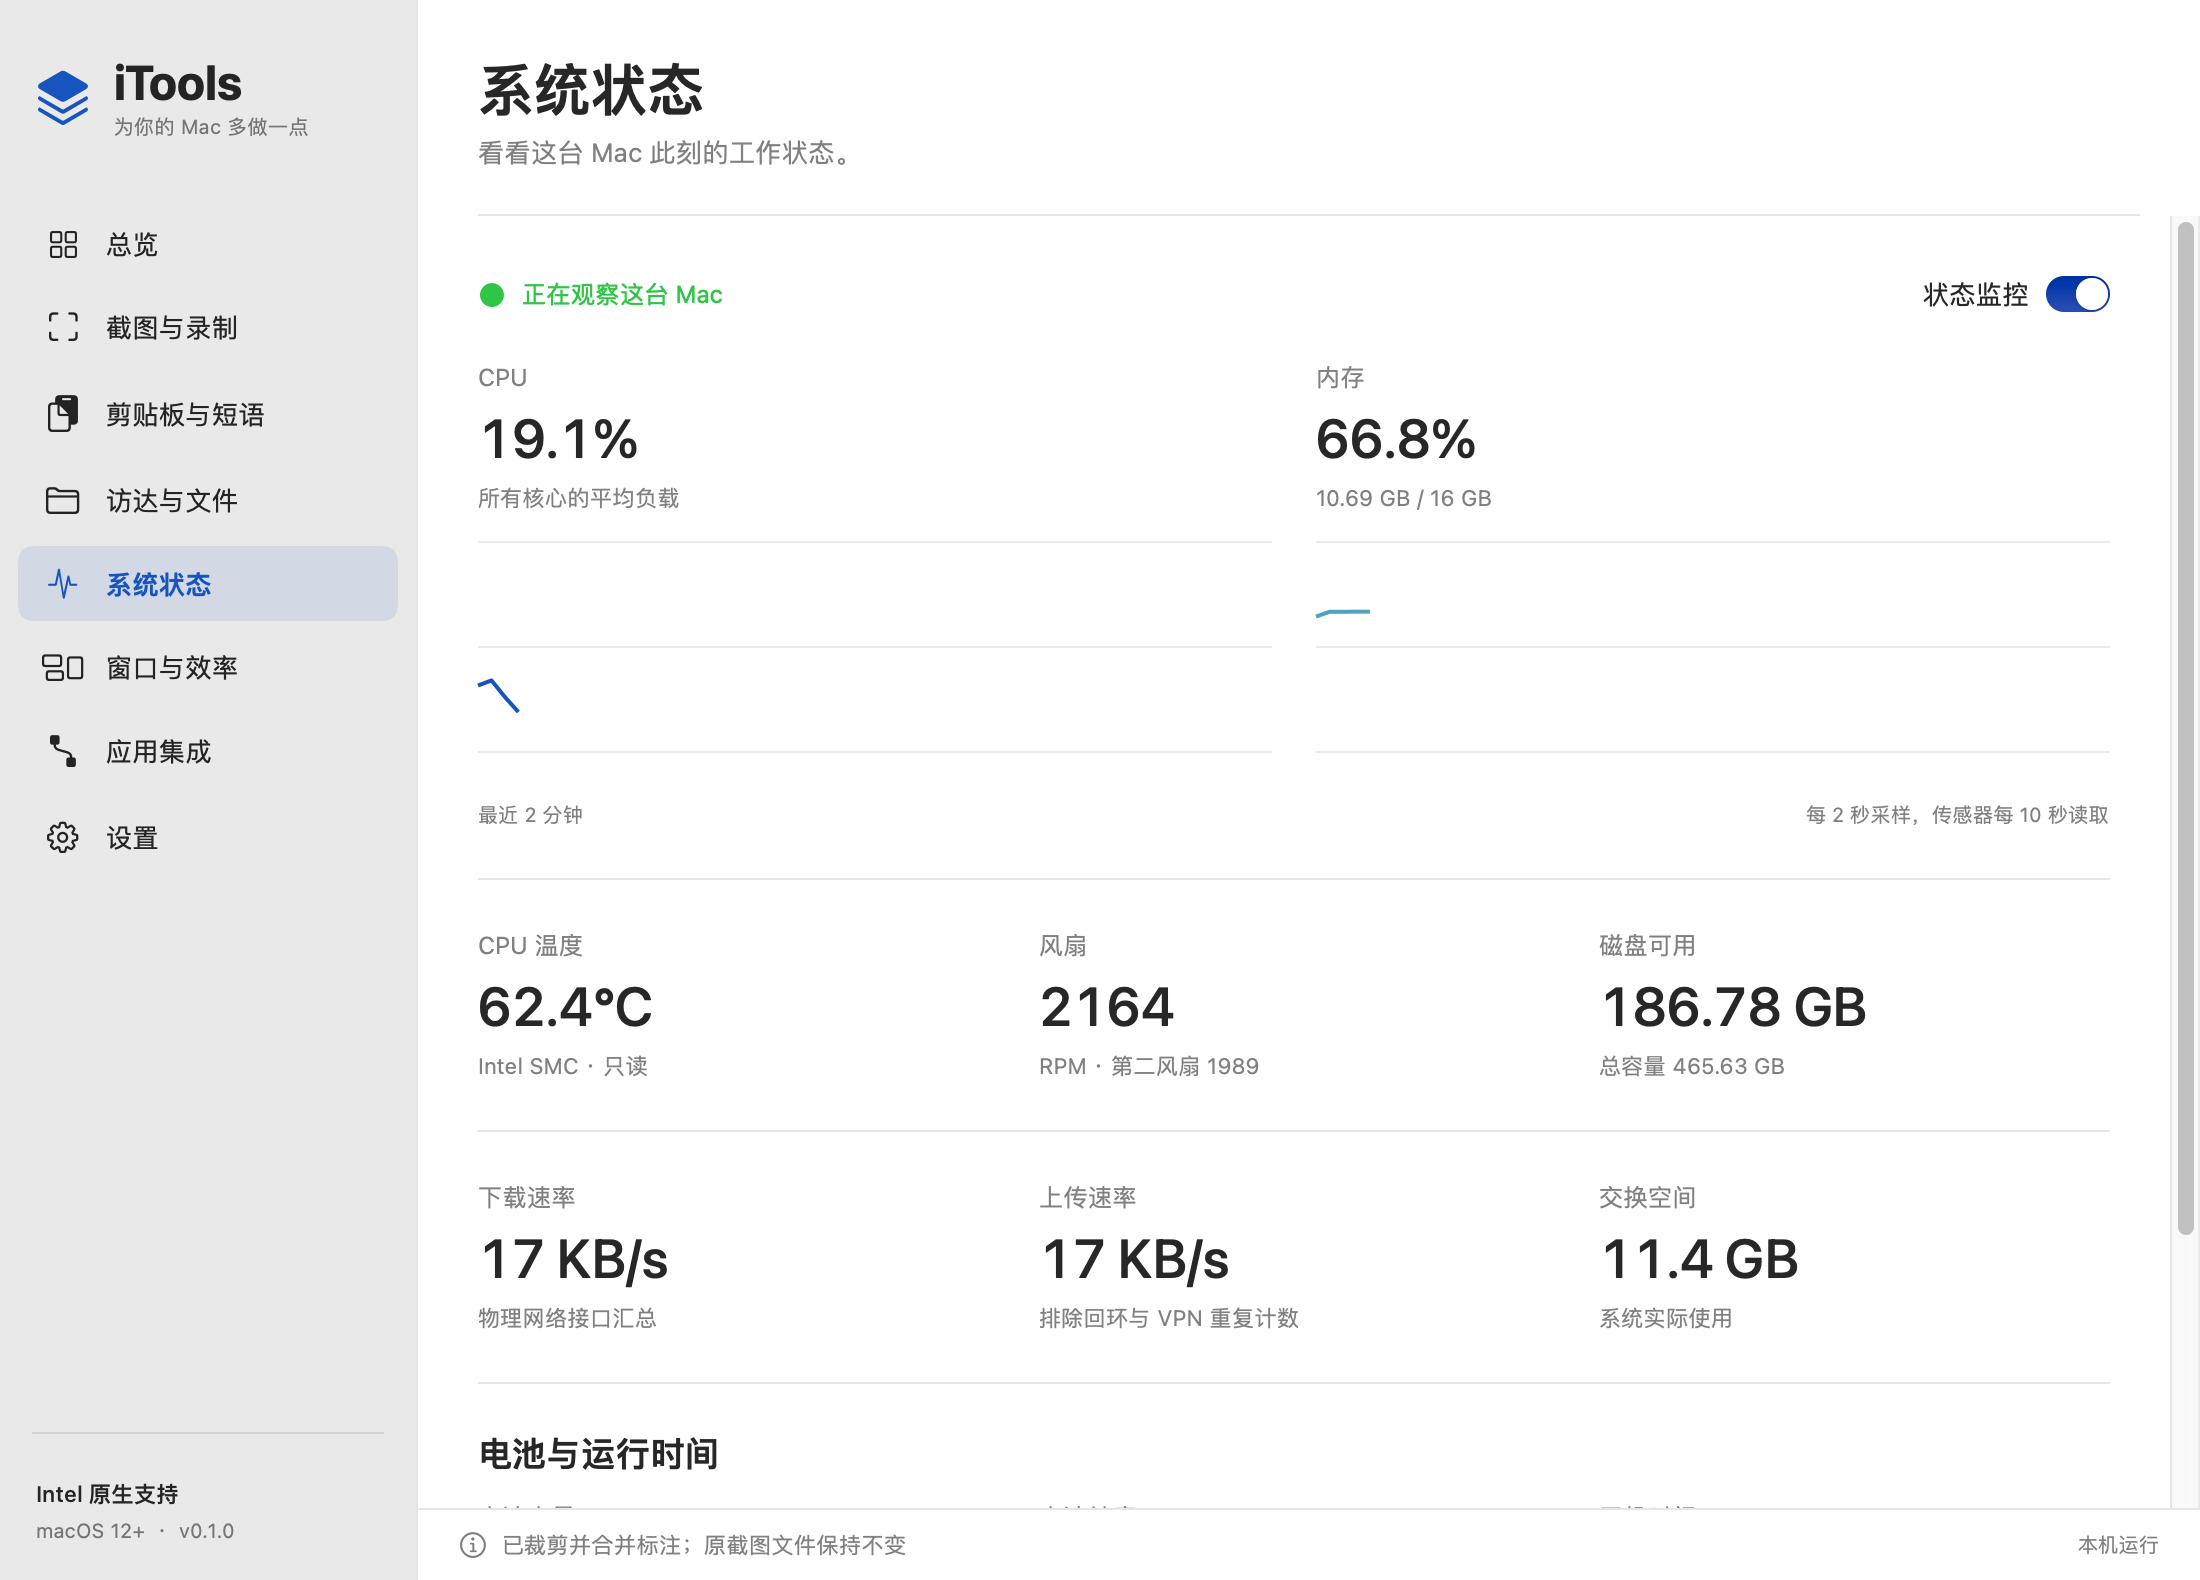 iTools
为你的 Mac 多做一点
总览
截图与录制
剪贴板与短语
访达与文件
系统状态
窗口与效率
应用集成
设置
Intel 原生支持
macOS 12+ · v0.1.0
系统状态
看看这台 Mac 此刻的工作状态。
正在观察这台 Mac
状态监控
CPU
19.1%
所有核心的平均负载
内存
66.8%
10.69 GB / 16 GB
最近 2 分钟
每 2 秒采样，传感器每 10 秒读取
CPU 温度
62.4°C
Intel SMC · 只读
风扇
2164
RPM · 第二风扇 1989
磁盘可用
186.78 GB
总容量 465.63 GB
下载速率
17 KB/s
物理网络接口汇总
上传速率
17 KB/s
排除回环与 VPN 重复计数
交换空间
11.4 GB
系统实际使用
电池与运行时间
已裁剪并合并标注；原截图文件保持不变
本机运行